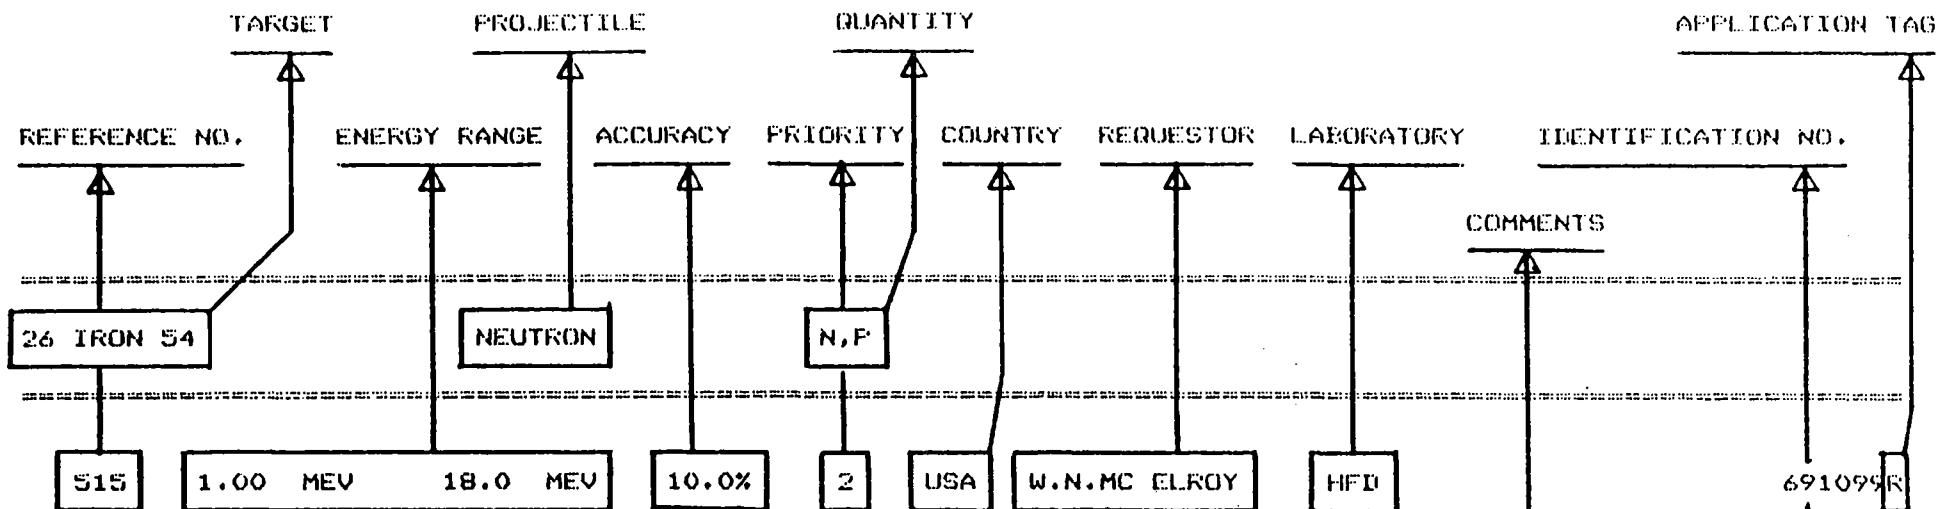 TARGET PROJECTILE QUANTITY APPLICATION TAG
REFERENCE NO. ENERGY RANGE ACCURACY PRIORITY COUNTRY REQUESTOR LABORATORY IDENTIFICATION NO.
COMMENTS
26 IRON 54 NEUTRON N,P
515 1.00 MEV 18.0 MEV 10.0% 2 USA W.N.MC ELROY HFD 691099R